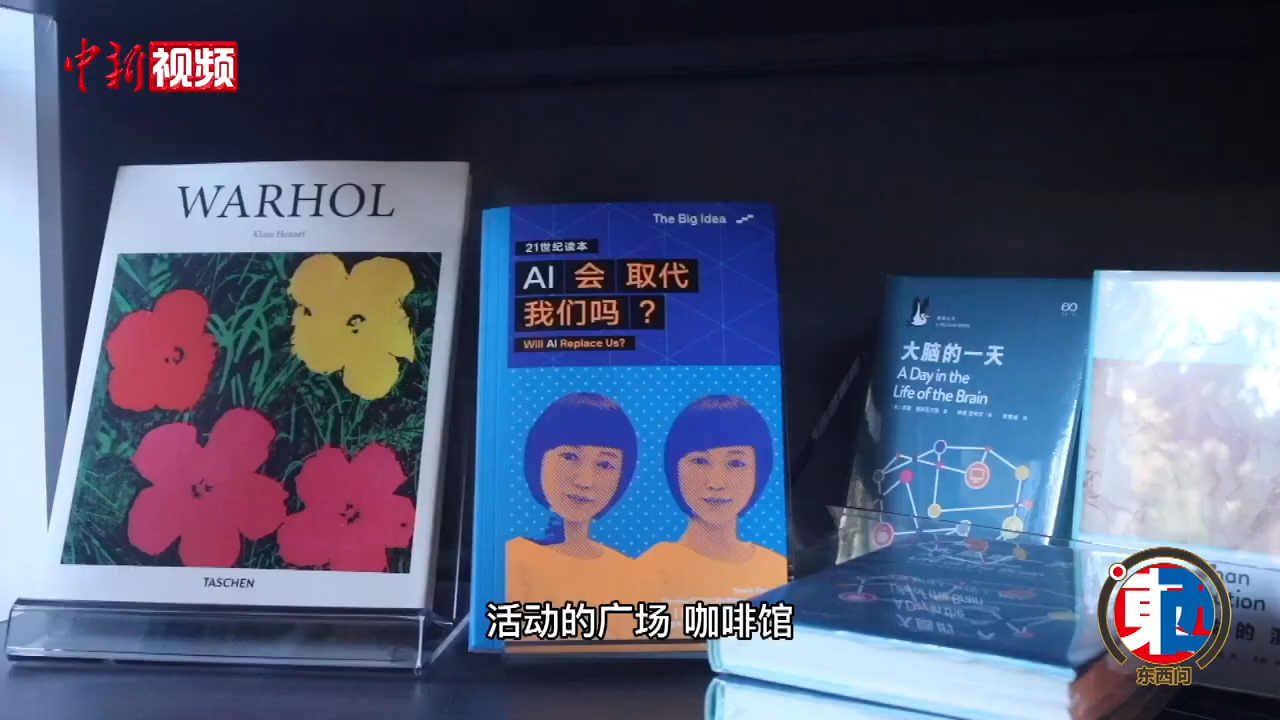 中新视频
WARHOL
Klaus Honnef
TASCHEN
The Big Idea
21世纪读本
AI 会 取代
我们吗 ?
Will AI Replace Us?
大脑的一天
A Day in the
Life of the Brain
活动的广场 咖啡馆
东西问